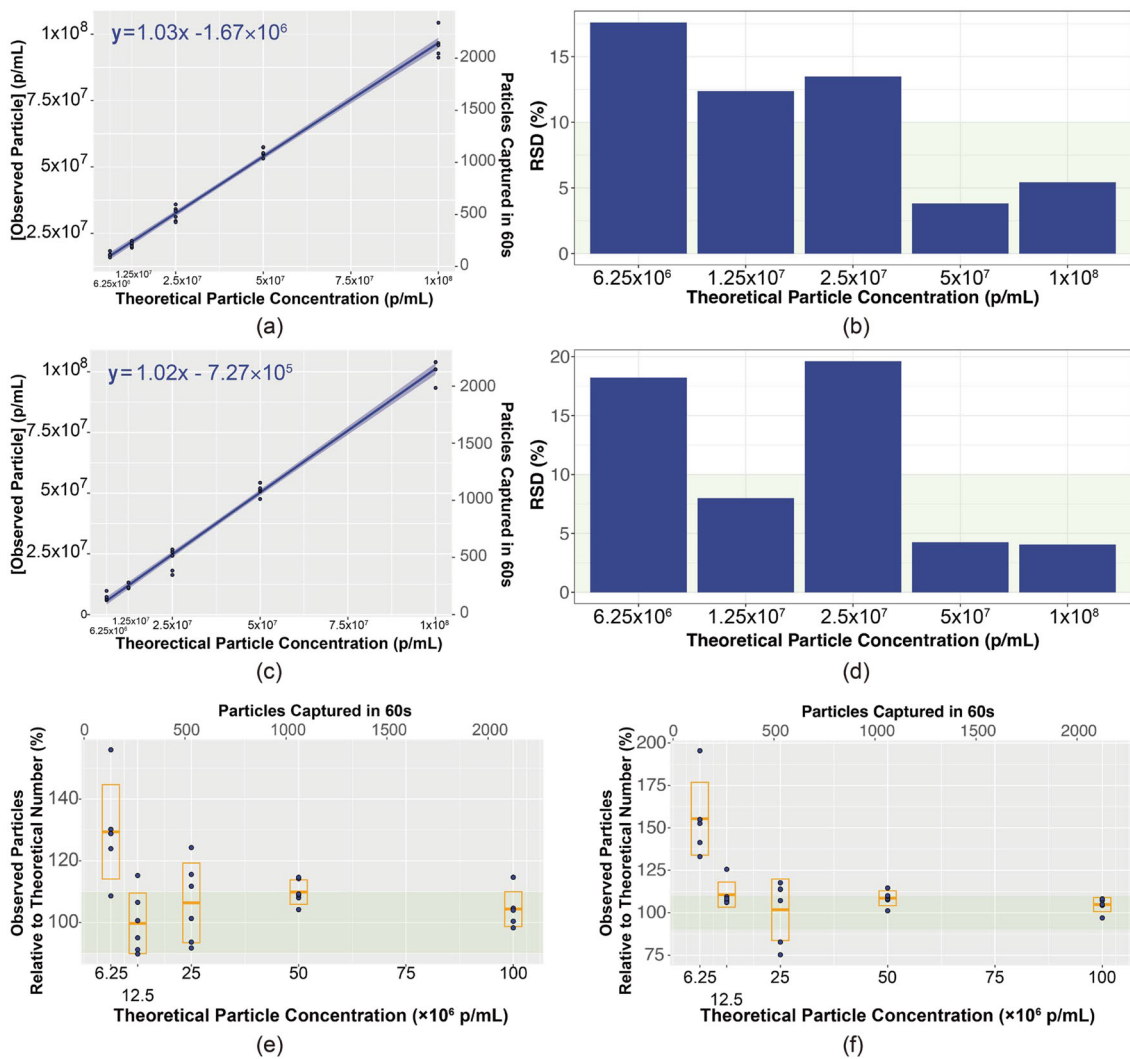 y=1.03x -1.67×10⁶
[Observed Particle] (p/mL)
1x10⁸
7.5x10⁷
5x10⁷
2.5x10⁷
Paticles Captured in 60s
2000
1500
1000
500
0
6.25x10⁶
1.25x10⁷
2.5x10⁷
5x10⁷
7.5x10⁷
1x10⁸
Theoretical Particle Concentration (p/mL)
(a)
RSD (%)
15
10
5
0
6.25x10⁶ 1.25x10⁷ 2.5x10⁷ 5x10⁷ 1x10⁸
Theoretical Particle Concentration (p/mL)
(b)
y=1.02x - 7.27×10⁵
[Observed Particle] (p/mL)
1x10⁸
7.5x10⁷
5x10⁷
2.5x10⁷
0
Paticles Captured in 60s
2000
1500
1000
500
0
6.25x10⁶
1.25x10⁷
2.5x10⁷
5x10⁷
7.5x10⁷
1x10⁸
Theorectical Particle Concentration (p/mL)
(c)
RSD (%)
20
15
10
5
0
6.25x10⁶ 1.25x10⁷ 2.5x10⁷ 5x10⁷ 1x10⁸
Theoretical Particle Concentration (p/mL)
(d)
Particles Captured in 60s
0 500 1000 1500 2000
Observed Particles
Relative to Theoretical Number (%)
140
120
100
6.25 25 50 75 100
12.5
Theoretical Particle Concentration (×10⁶ p/mL)
(e)
Particles Captured in 60s
0 500 1000 1500 2000
Observed Particles
Relative to Theoretical Number (%)
200
175
150
125
100
75
6.25 25 50 75 100
12.5
Theoretical Particle Concentration (×10⁶ p/mL)
(f)